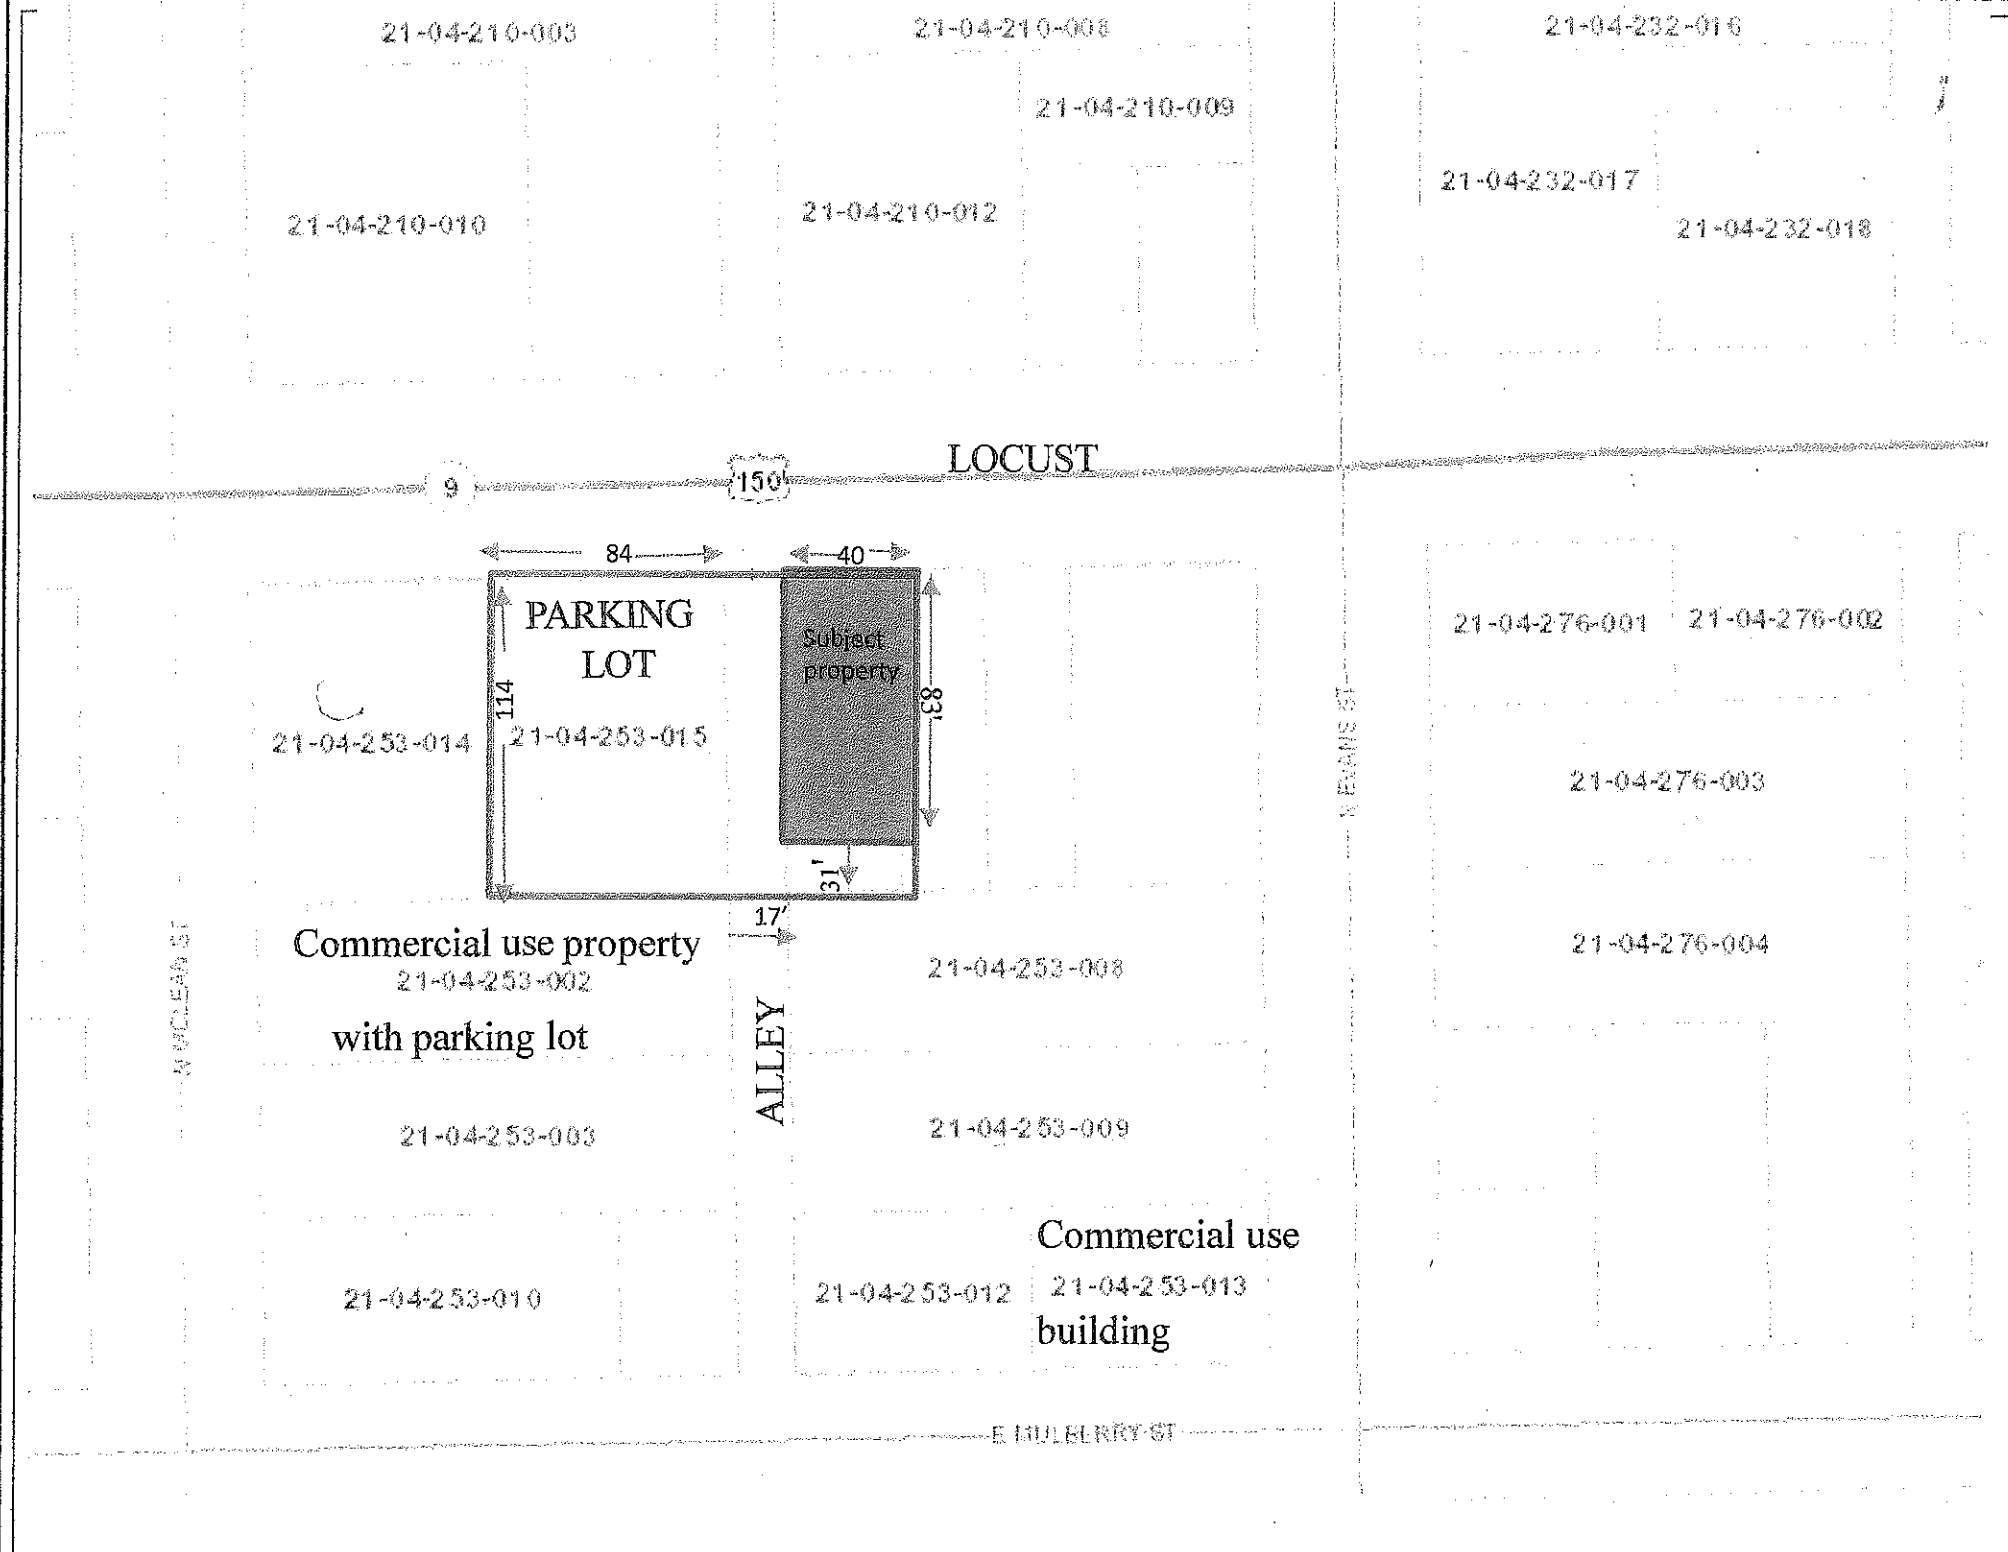 21-04-210-003
21-04-210-008
21-04-232-016
21-04-210-009
21-04-232-017
21-04-210-010
21-04-210-012
21-04-232-018
LOCUST
9
150
84
40
PARKING
LOT
Subject
property
114
83'
21-04-253-014
21-04-253-015
31'
17'
21-04-276-001
21-04-276-002
21-04-276-003
21-04-276-004
N EVANS ST
N MCLEAN ST
Commercial use property
21-04-253-002
with parking lot
21-04-253-008
ALLEY
21-04-253-003
21-04-253-009
Commercial use
21-04-253-010
21-04-253-012
21-04-253-013
building
E MULBERRY ST